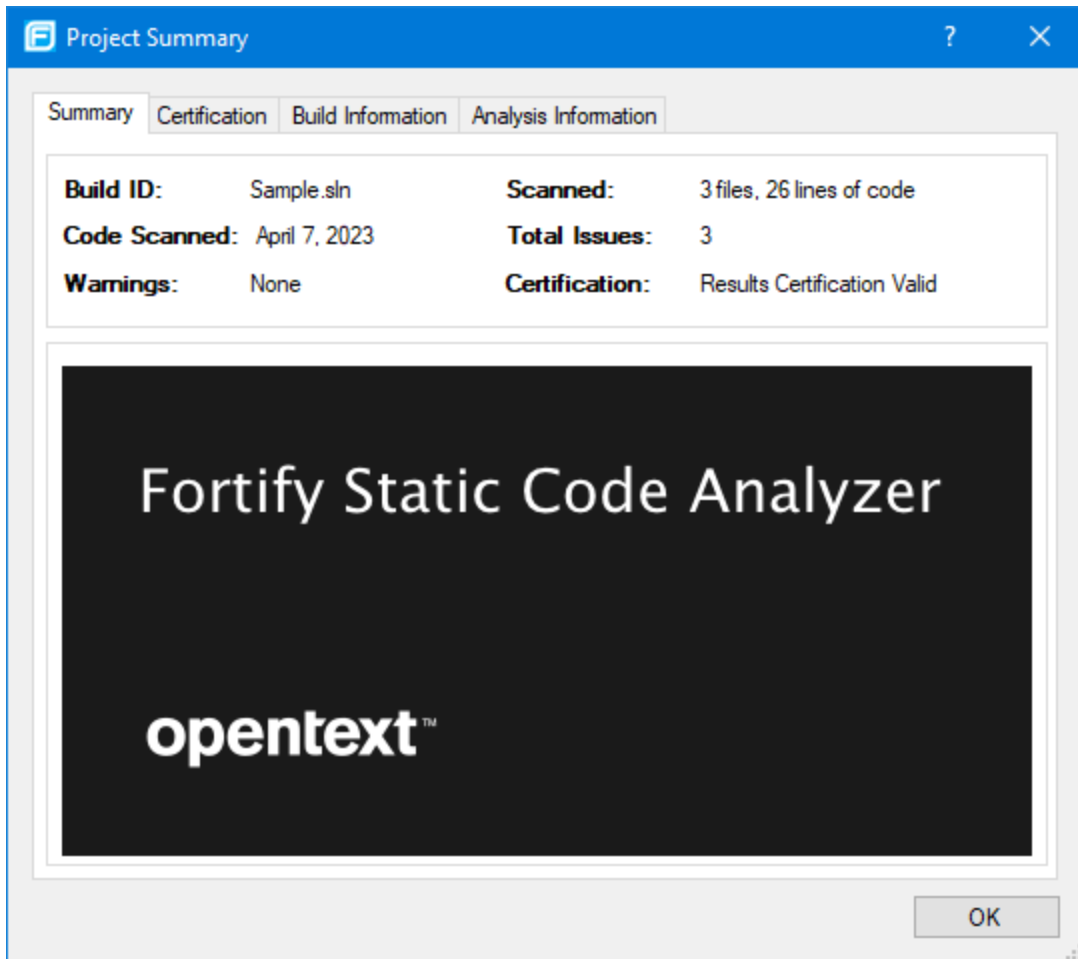 Project Summary
Summary Certification Build Information Analysis Information
Build ID: Sample.sln Scanned: 3 files, 26 lines of code
Code Scanned: April 7, 2023 Total Issues: 3
Warnings: None Certification: Results Certification Valid
Fortify Static Code Analyzer
opentext™
OK